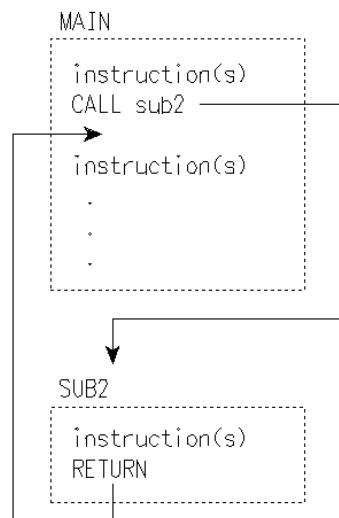 MAIN
instruction(s)
CALL sub2
instruction(s)
.
.
.
SUB2
instruction(s)
RETURN